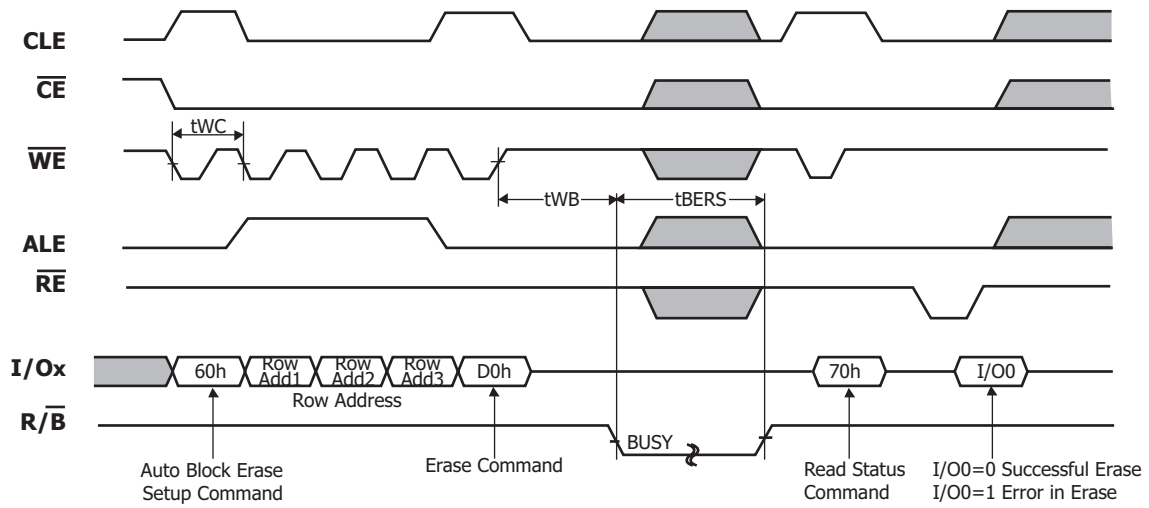 CLE
CE
tWC
WE
tWB
tBERS
ALE
RE
I/Ox
60h
Row Add1
Row Add2
Row Add3
D0h
70h
I/O0
Row Address
R/B
BUSY
Auto Block Erase
Setup Command
Erase Command
Read Status
Command
I/O0=0 Successful Erase
I/O0=1 Error in Erase